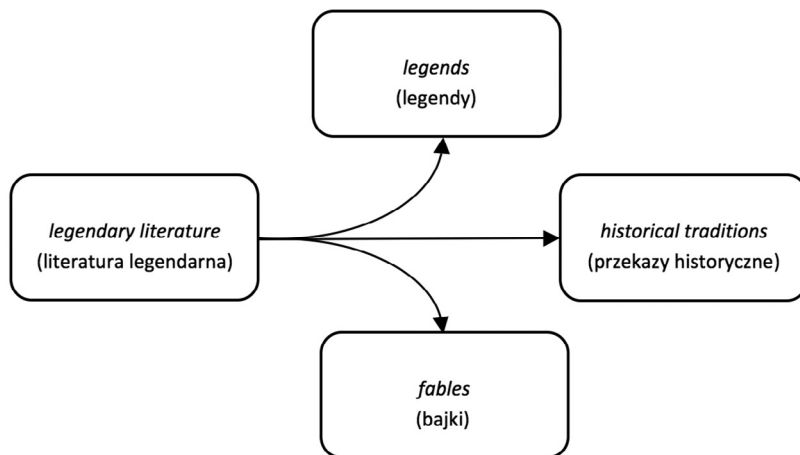 legends
(legendy)
legendary literature
(literatura legendarna)
historical traditions
(przekazy historyczne)
fables
(bajki)